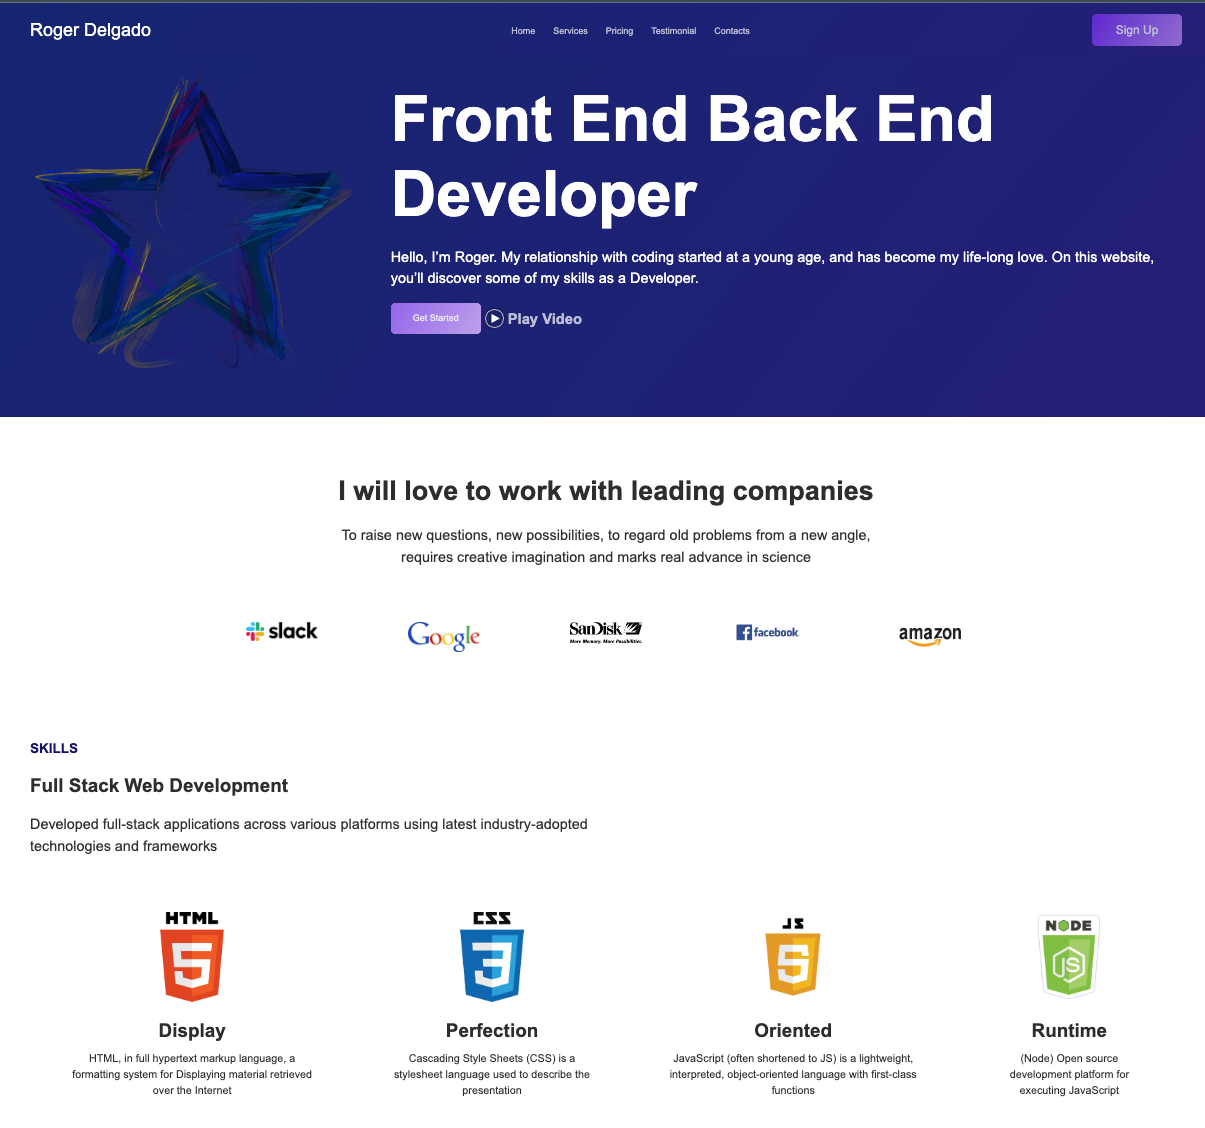 Roger Delgado
Home Services Pricing Testimonial Contacts
Sign Up
Front End Back End
Developer
Hello, I’m Roger. My relationship with coding started at a young age, and has become my life-long love. On this website,
you’ll discover some of my skills as a Developer.
Get Started
Play Video
I will love to work with leading companies
To raise new questions, new possibilities, to regard old problems from a new angle,
requires creative imagination and marks real advance in science
slack
Google
SanDisk
More Memory. More Possibilities.
facebook
amazon
SKILLS
Full Stack Web Development
Developed full-stack applications across various platforms using latest industry-adopted
technologies and frameworks
HTML
5
Display
HTML, in full hypertext markup language, a
formatting system for Displaying material retrieved
over the Internet
CSS
3
Perfection
Cascading Style Sheets (CSS) is a
stylesheet language used to describe the
presentation
JS
5
Oriented
JavaScript (often shortened to JS) is a lightweight,
interpreted, object-oriented language with first-class
functions
NODE
JS
Runtime
(Node) Open source
development platform for
executing JavaScript